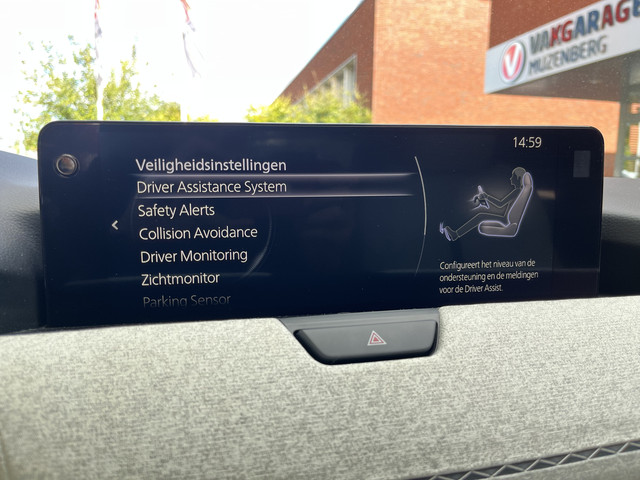 VAKGARAGE
MUZENBERG
14:59
Veiligheidsinstellingen
Driver Assistance System
Safety Alerts
Collision Avoidance
Driver Monitoring
Zichtmonitor
Parking Sensor
Configureert het niveau van de
ondersteuning en de meldingen
voor de Driver Assist.